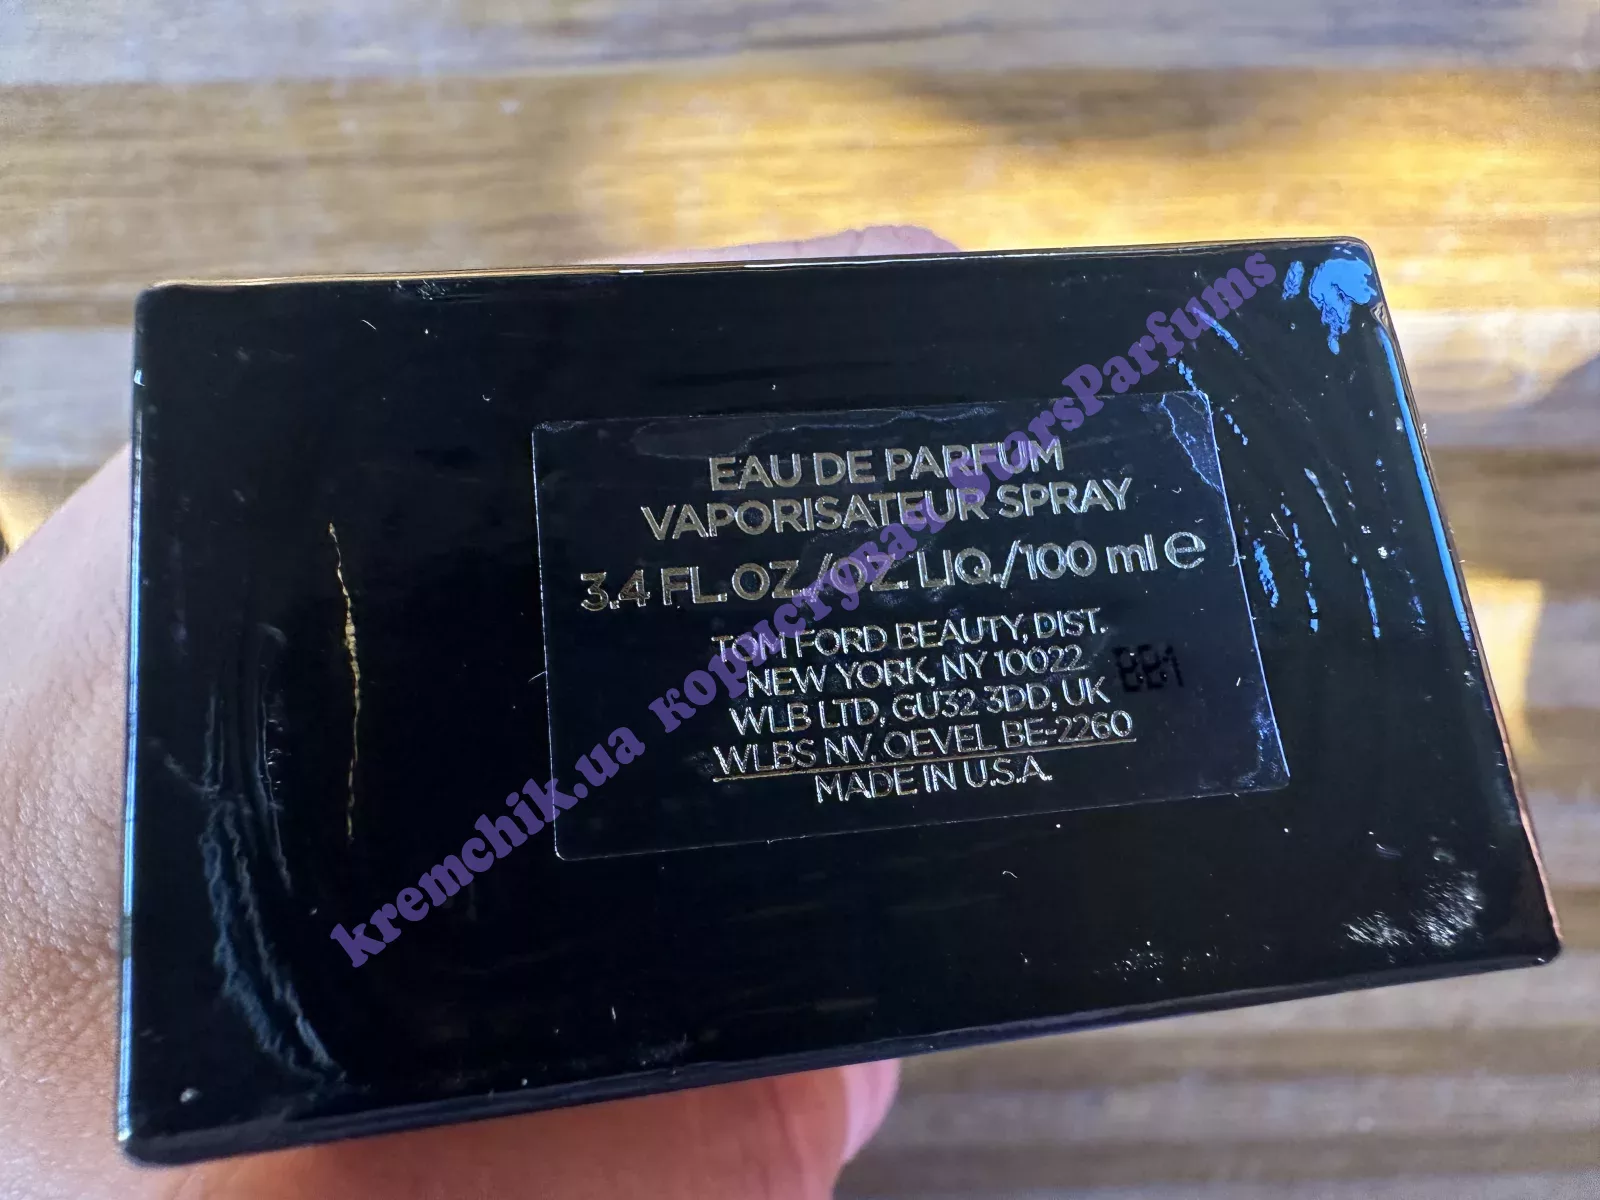 EAU DE PARFUM
VAPORISATEUR SPRAY
3.4 FL. OZ./OZ. LIQ./100 ml e
TOM FORD BEAUTY, DIST.
NEW YORK, NY 10022
WLB LTD, GU32 3DD, UK
WLBS NV, OEVEL BE-2260
MADE IN U.S.A.
BB1
kremchik.ua користувач StarsParfums